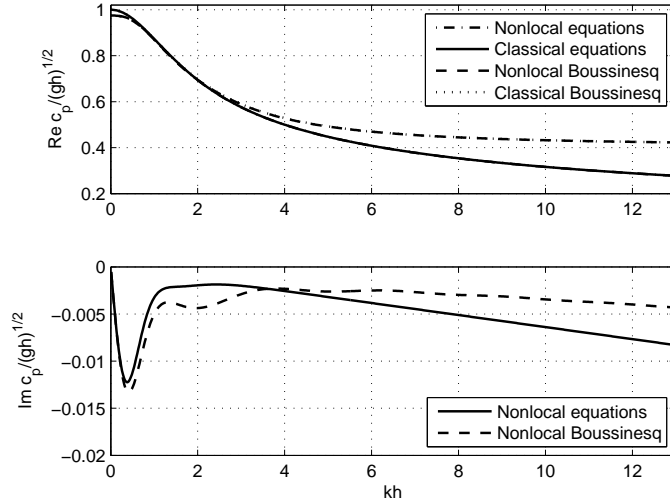 1
0.8
0.6
0.4
0.2
Re c_p/(gh)^{1/2}
Nonlocal equations
Classical equations
Nonlocal Boussinesq
Classical Boussinesq
0 2 4 6 8 10 12
0
−0.005
−0.01
−0.015
−0.02
Im c_p/(gh)^{1/2}
Nonlocal equations
Nonlocal Boussinesq
0 2 4 6 8 10 12
kh